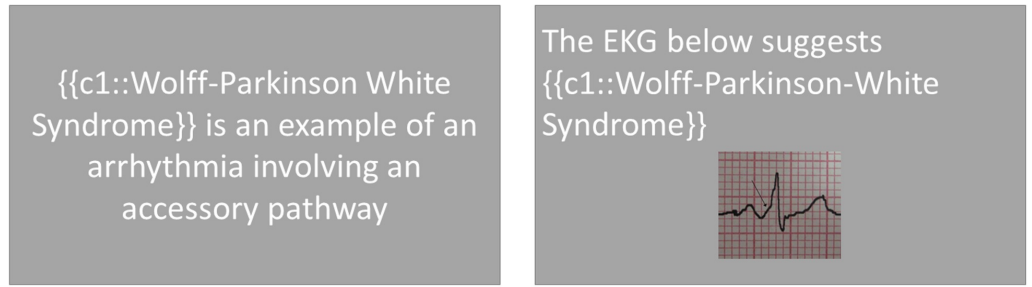 {{c1::Wolff-Parkinson White
Syndrome}} is an example of an
arrhythmia involving an
accessory pathway
The EKG below suggests
{{c1::Wolff-Parkinson-White
Syndrome}}